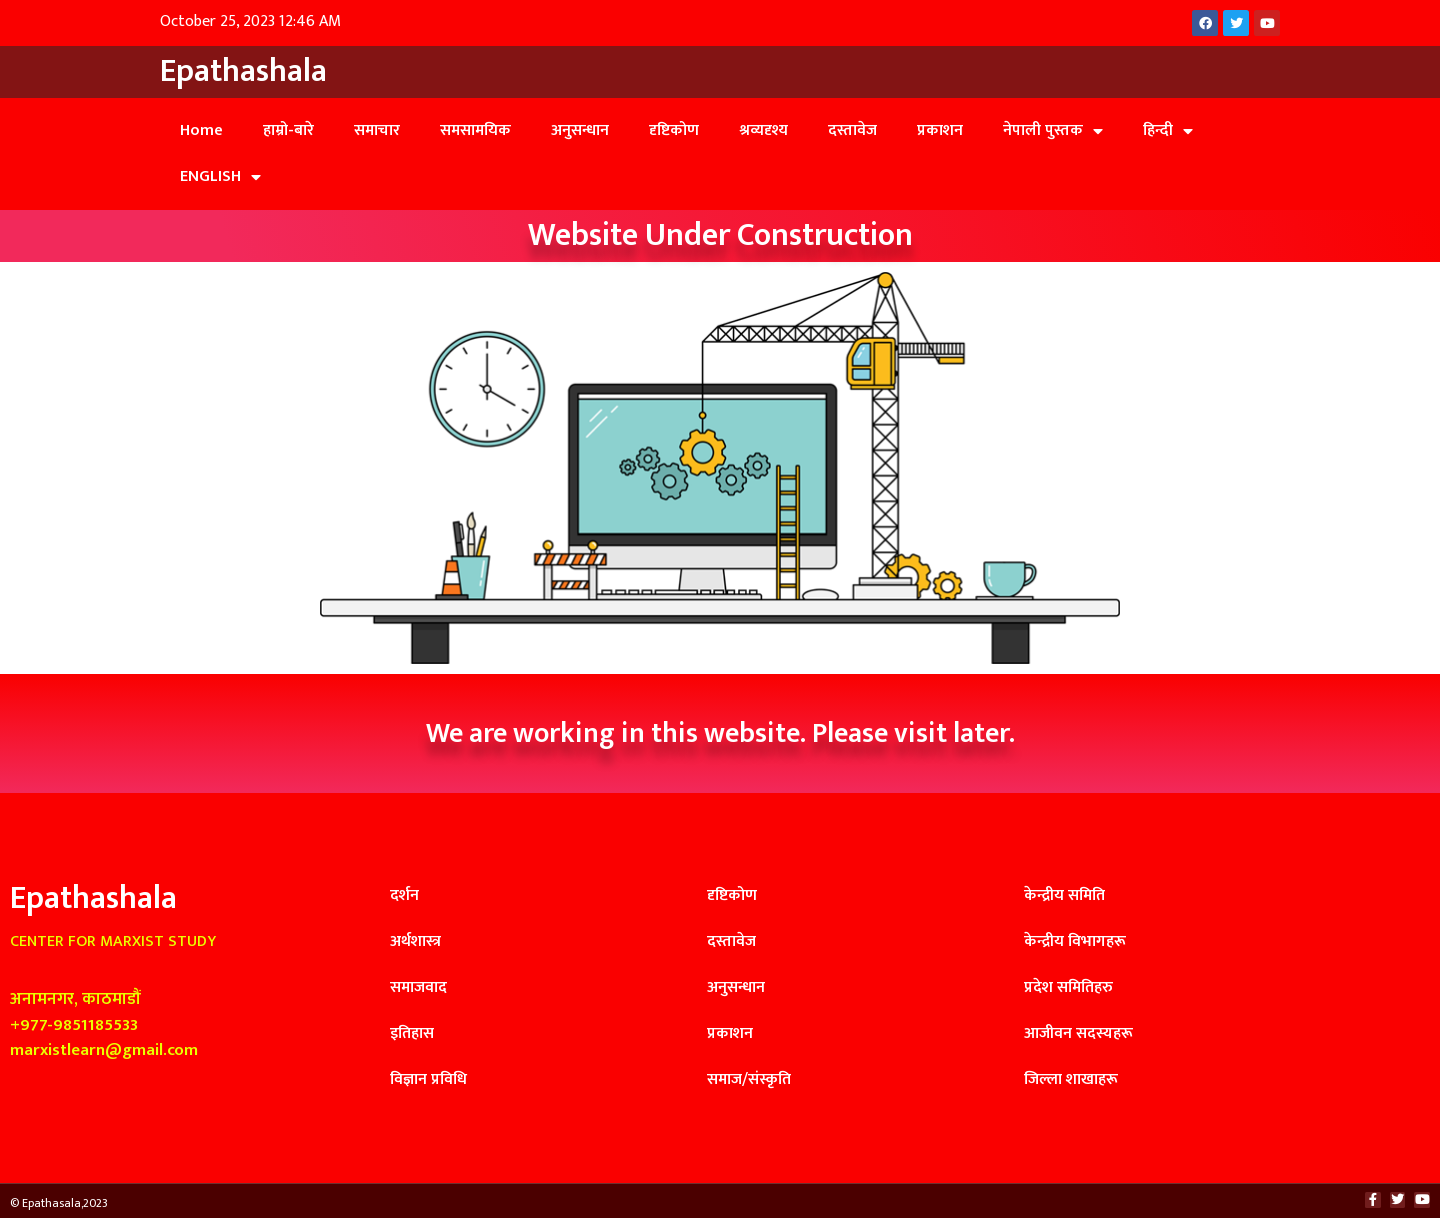 October 25, 2023 12:46 AM
Epathashala
Home हाम्रो-बारे समाचार समसामयिक अनुसन्धान दृष्टिकोण श्रव्यदृश्य दस्तावेज प्रकाशन नेपाली पुस्तक हिन्दी
ENGLISH
Website Under Construction
We are working in this website. Please visit later.
Epathashala
CENTER FOR MARXIST STUDY
अनामनगर, काठमाडौं
+977-9851185533
marxistlearn@gmail.com
दर्शन
अर्थशास्त्र
समाजवाद
इतिहास
विज्ञान प्रविधि
दृष्टिकोण
दस्तावेज
अनुसन्धान
प्रकाशन
समाज/संस्कृति
केन्द्रीय समिति
केन्द्रीय विभागहरू
प्रदेश समितिहरु
आजीवन सदस्यहरू
जिल्ला शाखाहरू
© Epathasala,2023